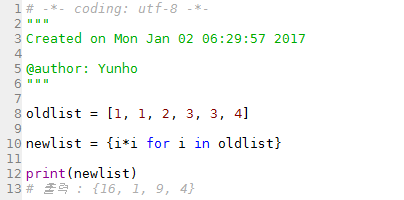 1 # -*- coding: utf-8 -*-
2 """
3 Created on Mon Jan 02 06:29:57 2017
4
5 @author: Yunho
6 """
7
8 oldlist = [1, 1, 2, 3, 3, 4]
9
10 newlist = {i*i for i in oldlist}
11
12 print(newlist)
13 # 출력 : {16, 1, 9, 4}